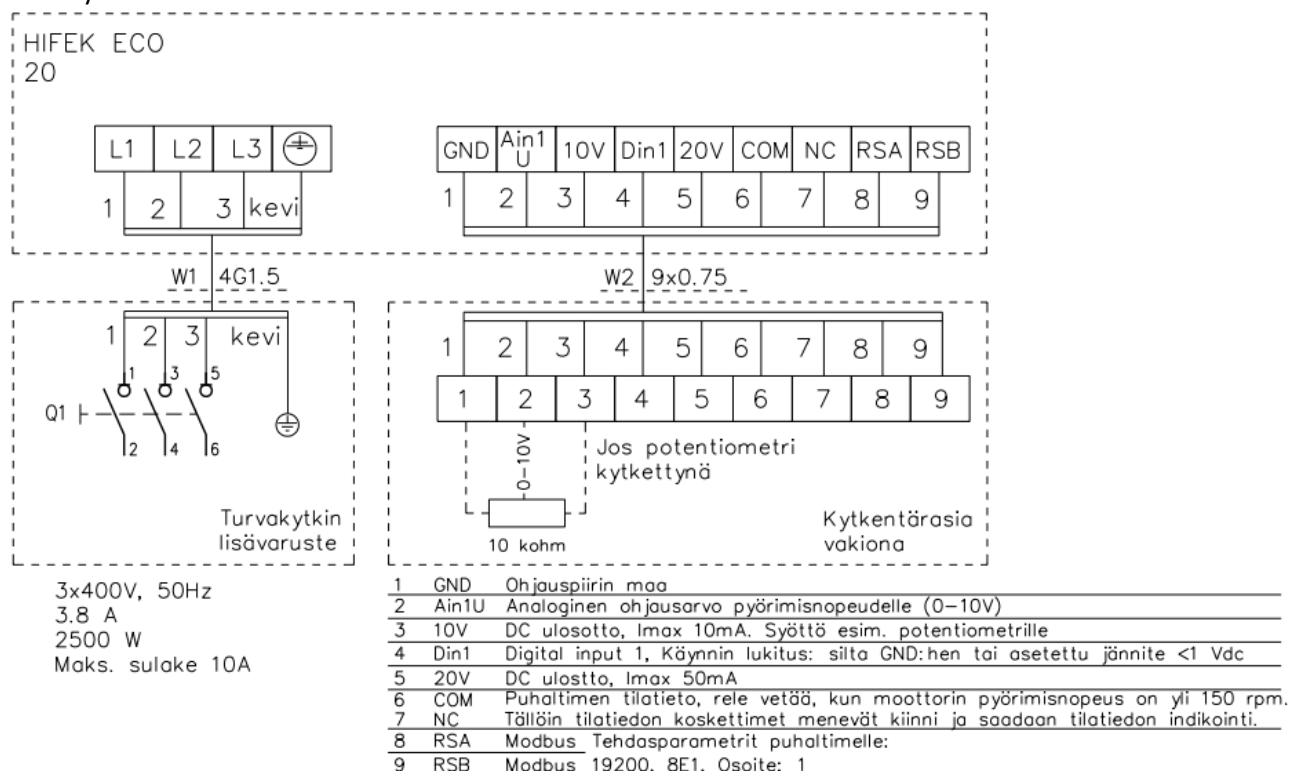 HIFEK ECO
20
L1 L2 L3
GND Ain1 U 10V Din1 20V COM NC RSA RSB
1 2 3 kevi
1 2 3 4 5 6 7 8 9
W1 4G1.5
W2 9x0.75
1 2 3 kevi
1 2 3 4 5 6 7 8 9
1 3 5
1 2 3 4 5 6 7 8 9
Q1
2 4 6
0-10V
Jos potentiometri
kytkettynä
10 kohm
Turvakytkin
lisävaruste
Kytkentärasia
vakiona
3x400V, 50Hz
3.8 A
2500 W
Maks. sulake 10A
1 GND Ohjauspiirin maa
2 Ain1U Analoginen ohjausarvo pyörimisnopeudelle (0-10V)
3 10V DC ulosotto, Imax 10mA. Syöttö esim. potentiometrille
4 Din1 Digital input 1, Käynnin lukitus: silta GND:hen tai asetettu jännite <1 Vdc
5 20V DC ulostto, Imax 50mA
6 COM Puhaltimen tilatieto, rele vetää, kun moottorin pyörimisnopeus on yli 150 rpm.
7 NC Tällöin tilatiedon koskettimet menevät kiinni ja saadaan tilatiedon indikointi.
8 RSA Modbus Tehdasparametrit puhaltimelle:
9 RSB Modbus 19200, 8E1, Osoite: 1